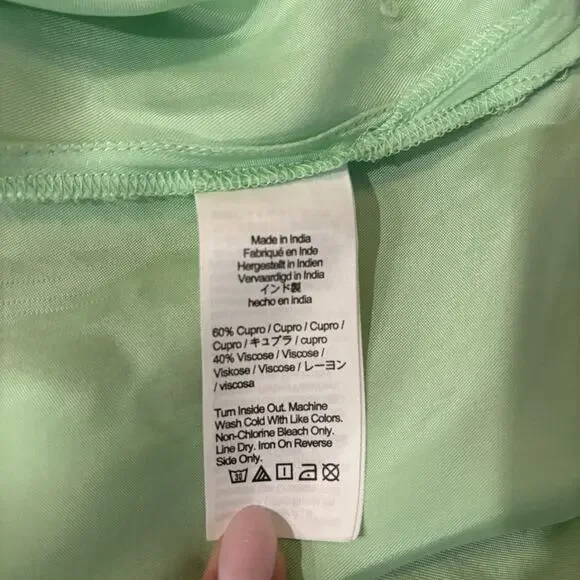 Made in India
Fabriqué en Inde
Hergestellt in Indien
Vervaardigd in India
インド製
hecho en india
60% Cupro / Cupro / Cupro /
Cupro / キュプラ / cupro
40% Viscose / Viscose /
Viskose / Viscose / レーヨン
/ viscosa
Turn Inside Out. Machine
Wash Cold With Like Colors.
Non-Chlorine Bleach Only.
Line Dry. Iron On Reverse
Side Only.
30